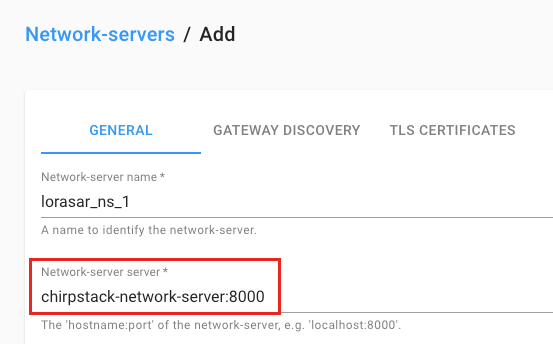 Network-servers / Add
GENERAL GATEWAY DISCOVERY TLS CERTIFICATES
Network-server name *
lorasar_ns_1
A name to identify the network-server.
Network-server server *
chirpstack-network-server:8000
The 'hostname:port' of the network-server, e.g. 'localhost:8000'.